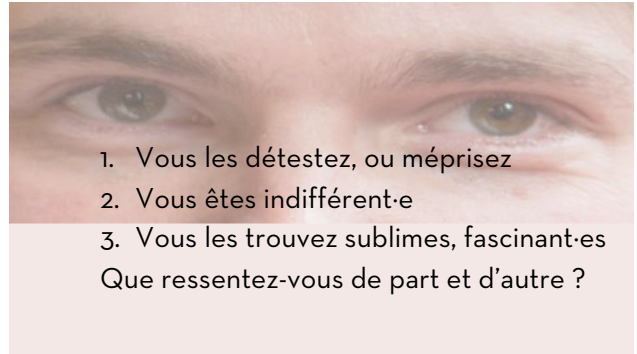 1. Vous les détestez, ou méprisez
2. Vous êtes indifférent·e
3. Vous les trouvez sublimes, fascinant·es
Que ressentez-vous de part et d'autre ?